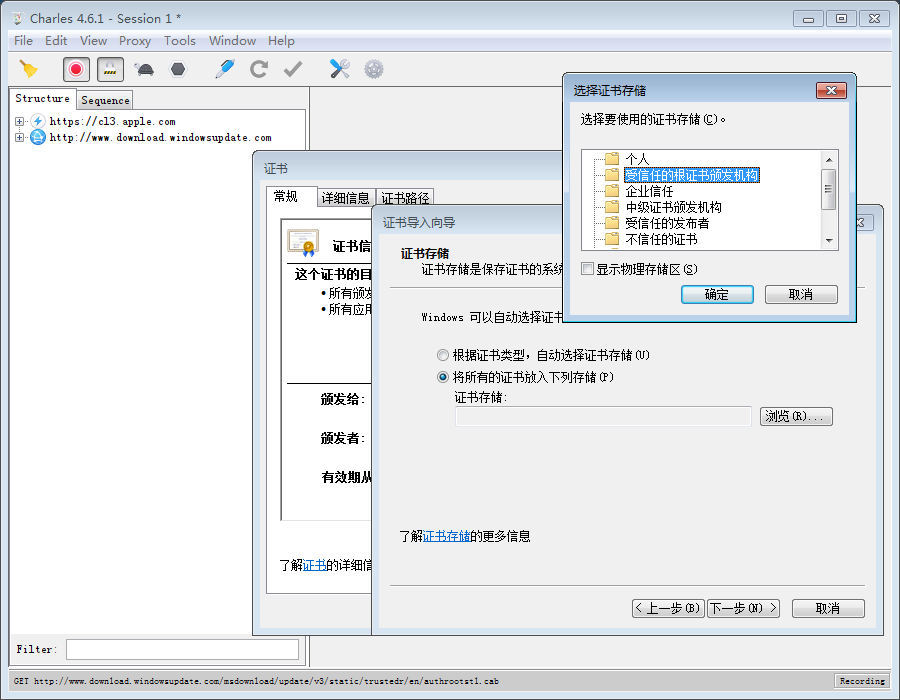 Charles 4.6.1 - Session 1 *
File Edit View Proxy Tools Window Help
Structure Sequence
https://cl3.apple.com
http://www.download.windowsupdate.com
证书
常规 详细信息 证书路径
证书信
这个证书的目
•所有颁发
•所有应用
颁发给:
颁发者:
有效期从
了解证书的详细信
证书导入向导
证书存储
证书存储是保存证书的系统
Windows 可以自动选择证书
根据证书类型，自动选择证书存储(U)
将所有的证书放入下列存储(P)
证书存储:
浏览(R)...
了解证书存储的更多信息
< 上一步(B) 下一步(N) > 取消
选择证书存储
选择要使用的证书存储(C)。
个人
受信任的根证书颁发机构
企业信任
中级证书颁发机构
受信任的发布者
不信任的证书
显示物理存储区(S)
确定 取消
Filter:
GET http://www.download.windowsupdate.com/msdownload/update/v3/static/trustedr/en/authrootstl.cab
Recording